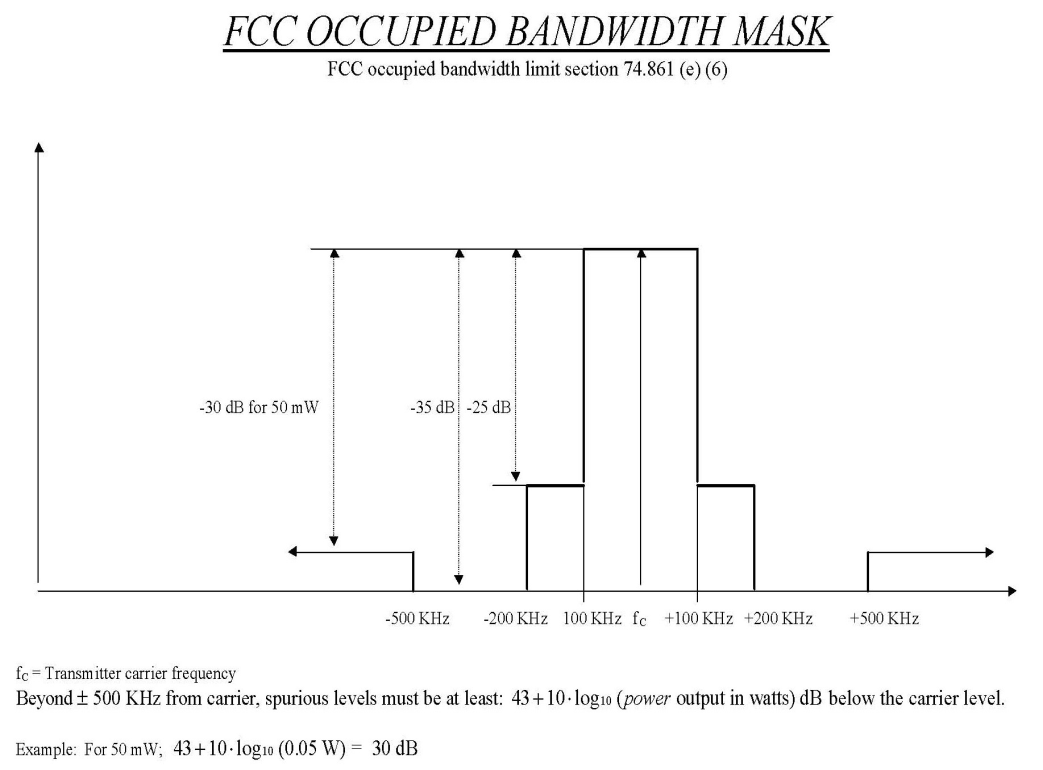 FCC OCCUPIED BANDWIDTH MASK
FCC occupied bandwidth limit section 74.861 (e) (6)
-30 dB for 50 mW
-35 dB
-25 dB
-500 KHz
-200 KHz
100 KHz
fC
+100 KHz
+200 KHz
+500 KHz
fC = Transmitter carrier frequency
Beyond ± 500 KHz from carrier, spurious levels must be at least: 43+10·log10 (power output in watts) dB below the carrier level.
Example: For 50 mW; 43+10·log10 (0.05 W) = 30 dB